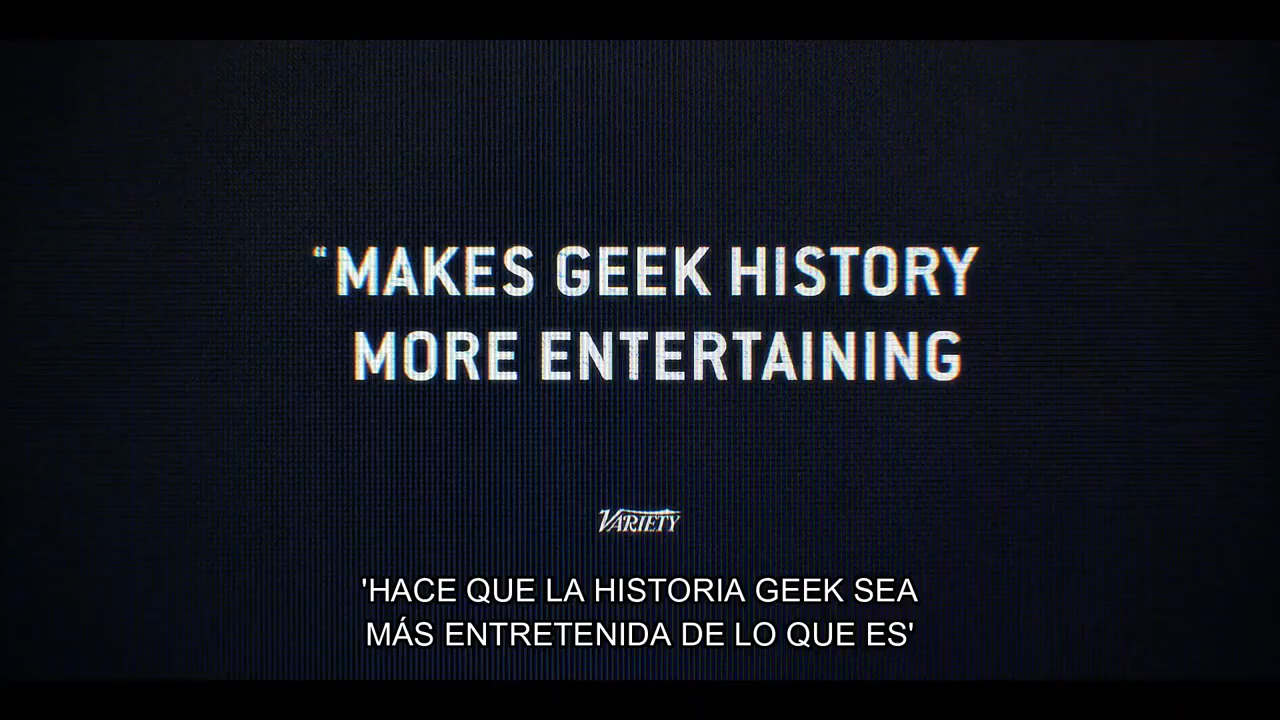 “MAKES GEEK HISTORY
MORE ENTERTAINING
VARIETY
'HACE QUE LA HISTORIA GEEK SEA
MÁS ENTRETENIDA DE LO QUE ES'